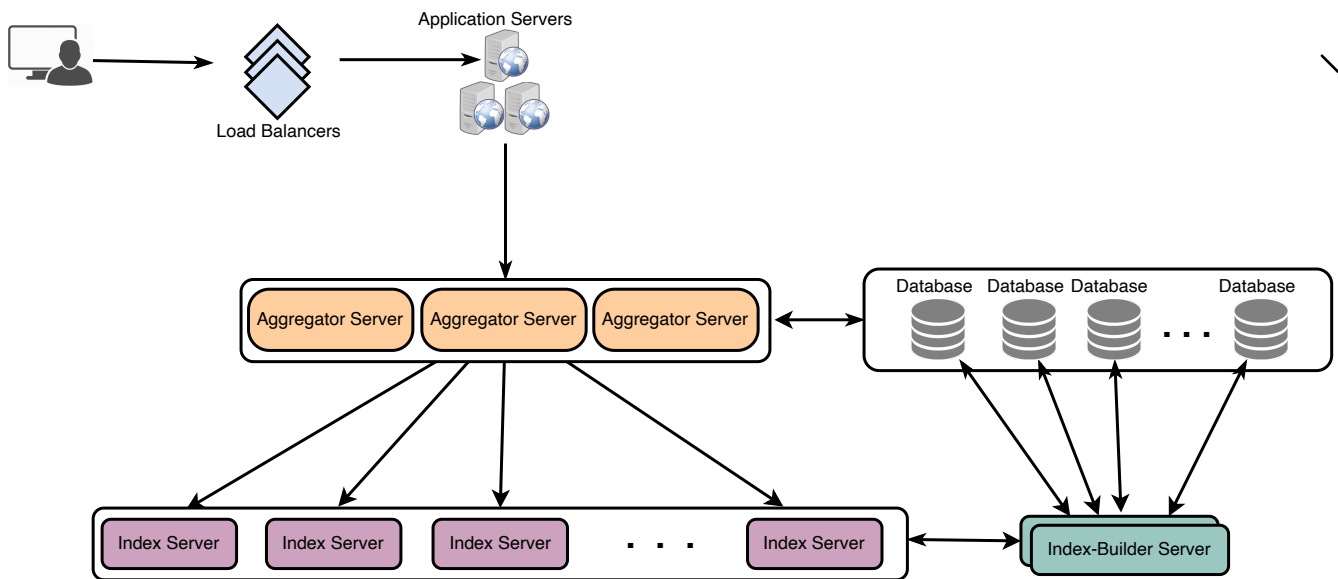 Application Servers
Load Balancers
Aggregator Server
Aggregator Server
Aggregator Server
Database
Database
Database
. . .
Database
Index Server
Index Server
Index Server
. . .
Index Server
Index-Builder Server